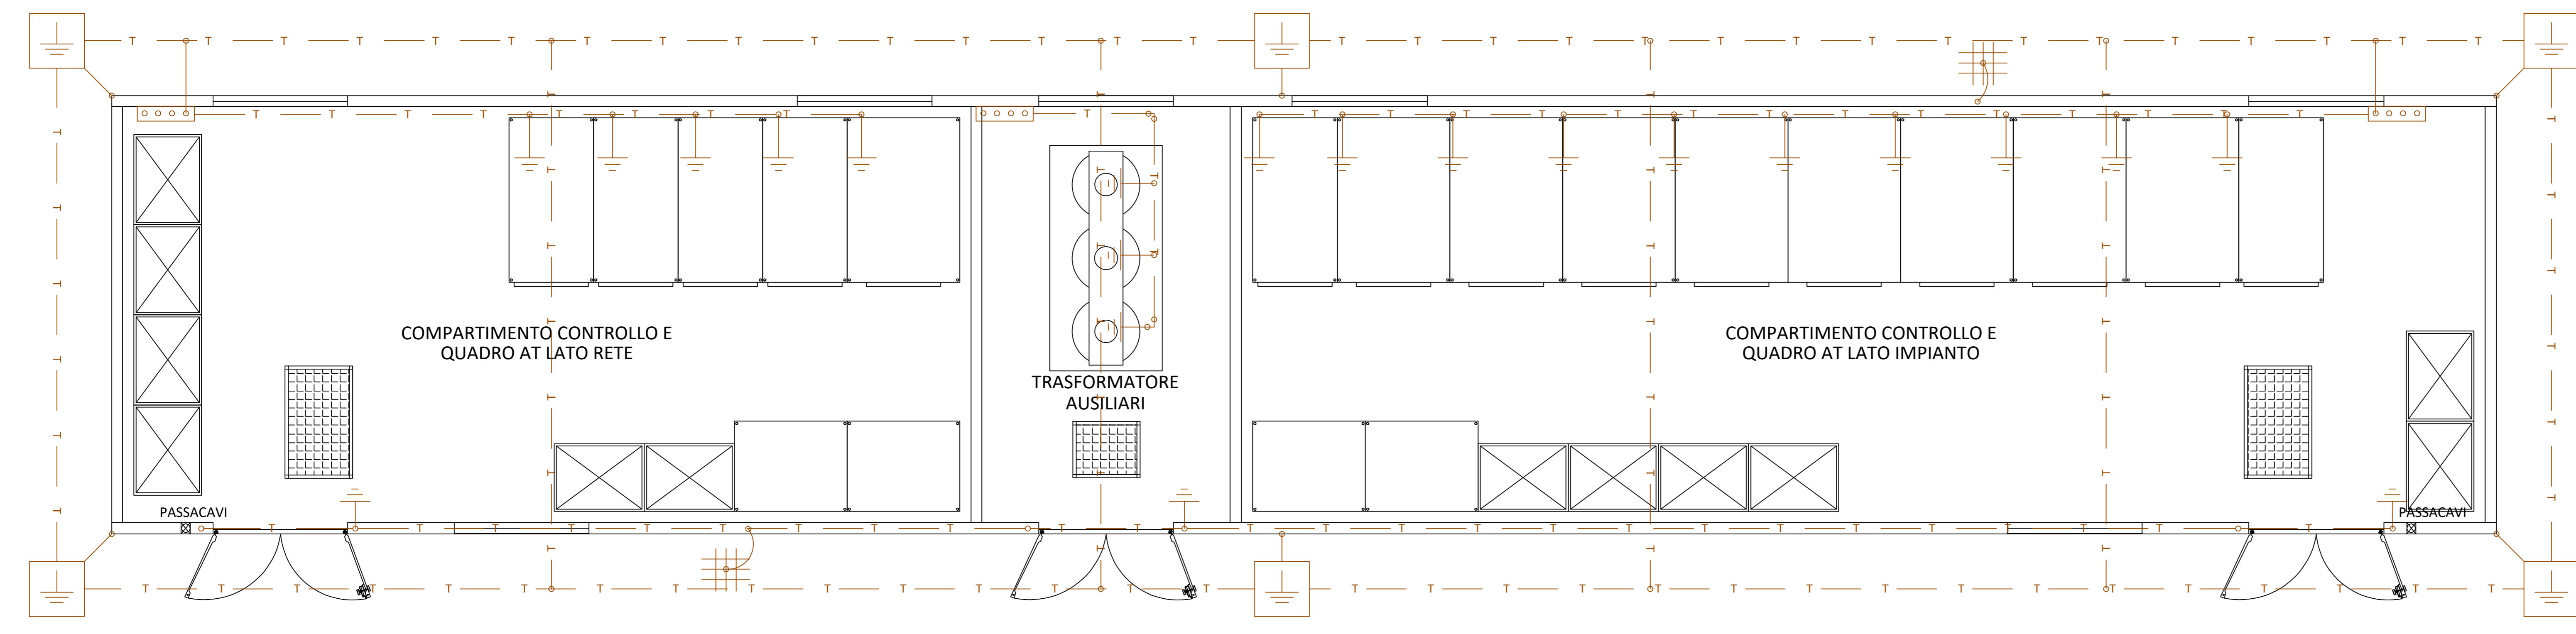 COMPARTIMENTO CONTROLLO E
QUADRO AT LATO RETE
TRASFORMATORE
AUSILIARI
COMPARTIMENTO CONTROLLO E
QUADRO AT LATO IMPIANTO
PASSACAVI
PASSACAVI